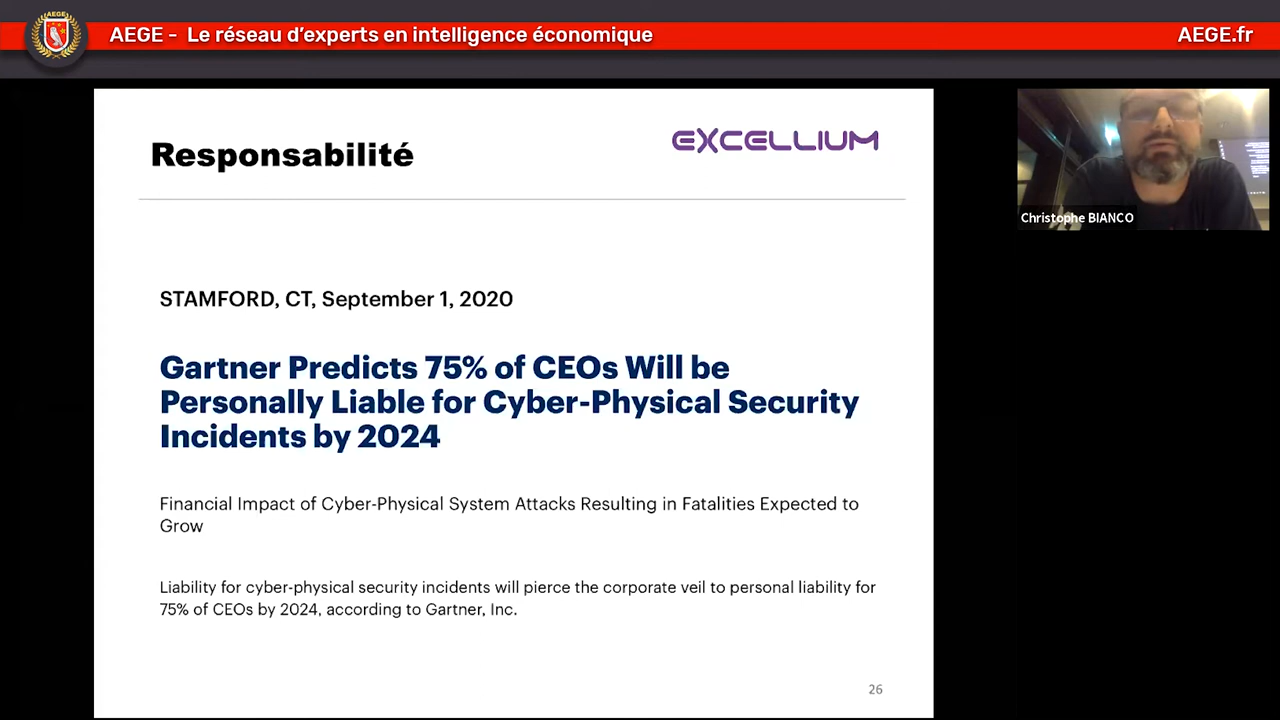 AEGE
AEGE - Le réseau d'experts en intelligence économique
AEGE.fr
Responsabilité
EXCELLIUM
Christophe BIANCO
STAMFORD, CT, September 1, 2020
Gartner Predicts 75% of CEOs Will be
Personally Liable for Cyber-Physical Security
Incidents by 2024
Financial Impact of Cyber-Physical System Attacks Resulting in Fatalities Expected to
Grow
Liability for cyber-physical security incidents will pierce the corporate veil to personal liability for
75% of CEOs by 2024, according to Gartner, Inc.
26